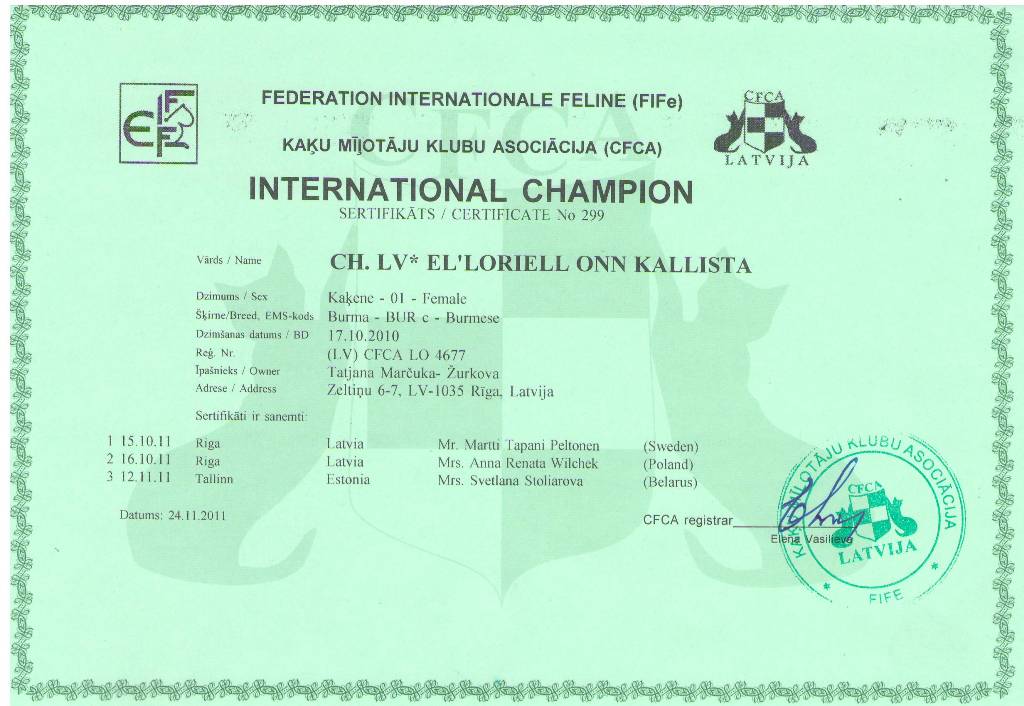 FIFe
FEDERATION INTERNATIONALE FELINE (FIFe)
CFCA
LATVIJA
KAĶU MĪĻOTĀJU KLUBU ASOCIĀCIJA (CFCA)
CFCA
INTERNATIONAL CHAMPION
SERTIFIKĀTS / CERTIFICATE No 299
Vārds / Name CH. LV* EL'LORIELL ONN KALLISTA
Dzimums / Sex Kaķene - 01 - Female
Šķirne/Breed, EMS-kods Burma - BUR c - Burmese
Dzimšanas datums / BD 17.10.2010
Reģ. Nr. (LV) CFCA LO 4677
Īpašnieks / Owner Tatjana Marčuka- Žurkova
Adrese / Address Zeltiņu 6-7, LV-1035 Rīga, Latvija
Sertifikāti ir sanemti:
1 15.10.11 Riga Latvia Mr. Martti Tapani Peltonen (Sweden)
2 16.10.11 Riga Latvia Mrs. Anna Renata Wilchek (Poland)
3 12.11.11 Tallinn Estonia Mrs. Svetlana Stoliarova (Belarus)
Datums: 24.11.2011
CFCA registrar
Elena Vasiljeva
KAĶU MĪĻOTĀJU KLUBU ASOCIĀCIJA
CFCA
LATVIJA
* FIFE *